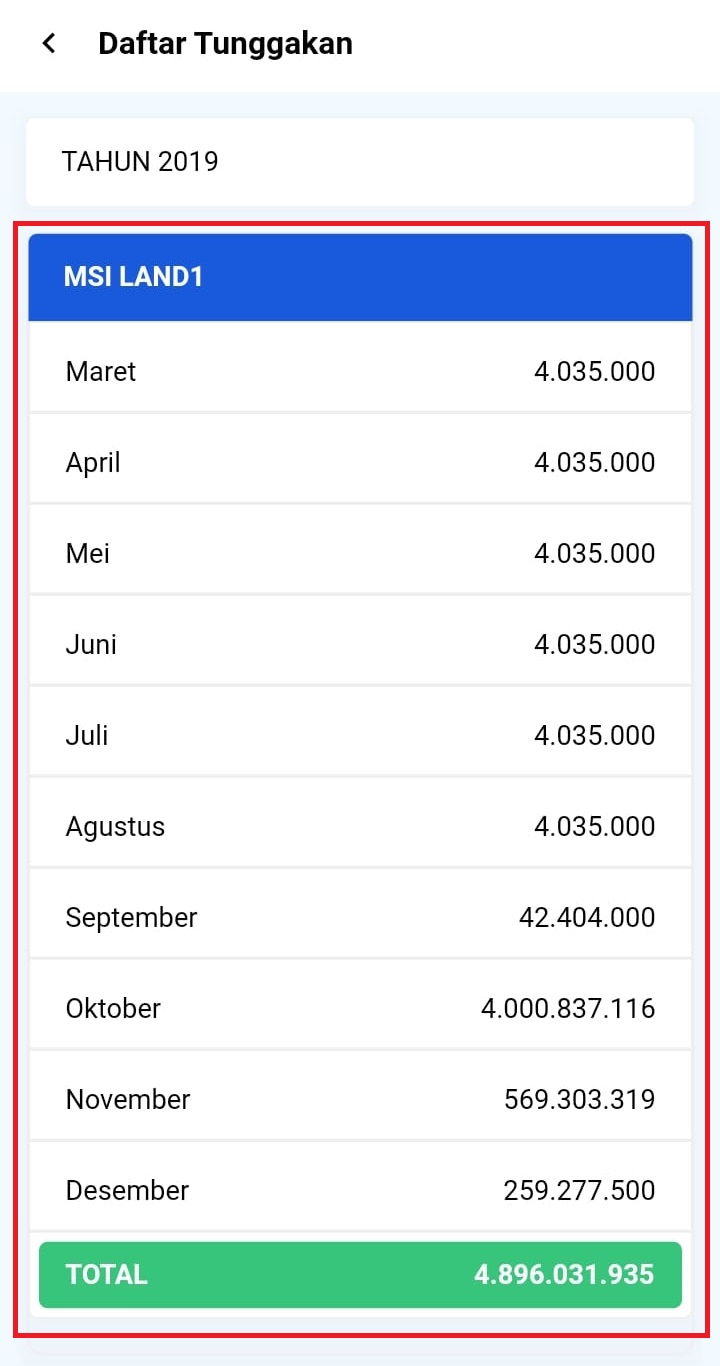 Daftar Tunggakan
TAHUN 2019
MSI LAND1
Maret 4.035.000
April 4.035.000
Mei 4.035.000
Juni 4.035.000
Juli 4.035.000
Agustus 4.035.000
September 42.404.000
Oktober 4.000.837.116
November 569.303.319
Desember 259.277.500
TOTAL 4.896.031.935